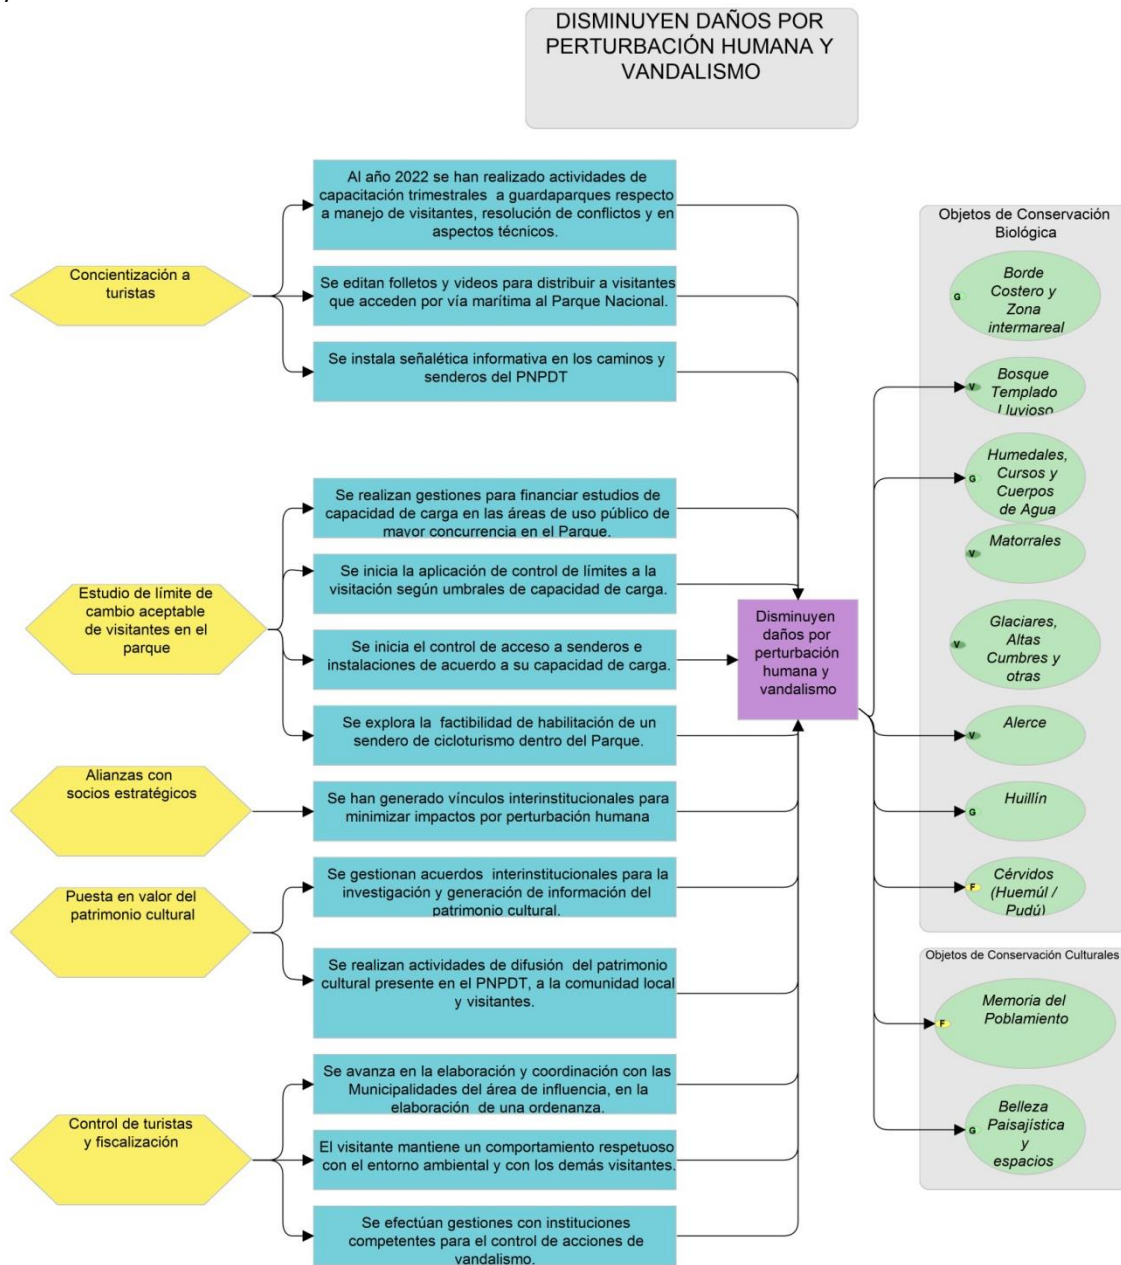 DISMINUYEN DAÑOS POR
PERTURBACIÓN HUMANA Y
VANDALISMO
Concientización a
turistas
Al año 2022 se han realizado actividades de
capacitación trimestrales a guardaparques respecto
a manejo de visitantes, resolución de conflictos y en
aspectos técnicos.
Se editan folletos y videos para distribuir a visitantes
que acceden por vía marítima al Parque Nacional.
Se instala señalética informativa en los caminos y
senderos del PNPDT
Estudio de límite de
cambio aceptable
de visitantes en el
parque
Se realizan gestiones para financiar estudios de
capacidad de carga en las áreas de uso público de
mayor concurrencia en el Parque.
Se inicia la aplicación de control de límites a la
visitación según umbrales de capacidad de carga.
Se inicia el control de acceso a senderos e
instalaciones de acuerdo a su capacidad de carga.
Se explora la factibilidad de habilitación de un
sendero de cicloturismo dentro del Parque.
Alianzas con
socios estratégicos
Se han generado vínculos interinstitucionales para
minimizar impactos por perturbación humana
Puesta en valor del
patrimonio cultural
Se gestionan acuerdos interinstitucionales para la
investigación y generación de información del
patrimonio cultural.
Se realizan actividades de difusión del patrimonio
cultural presente en el PNPDT, a la comunidad local
y visitantes.
Control de turistas
y fiscalización
Se avanza en la elaboración y coordinación con las
Municipalidades del área de influencia, en la
elaboración de una ordenanza.
El visitante mantiene un comportamiento respetuoso
con el entorno ambiental y con los demás visitantes.
Se efectúan gestiones con instituciones
competentes para el control de acciones de
vandalismo.
Disminuyen
daños por
perturbación
humana y
vandalismo
Objetos de Conservación
Biológica
Borde
Costero y
G Zona
intermareal
Bosque
V Templado
Lluvioso
Humedales,
G Cursos y
Cuerpos
de Agua
Matorrales
V
Glaciares,
Altas
V Cumbres y
otras
V Alerce
Huillín
G
Cérvidos
F (Huemúl /
Pudú)
Objetos de Conservación Culturales
Memoria del
F Poblamiento
Belleza
G Paisajística
y
espacios